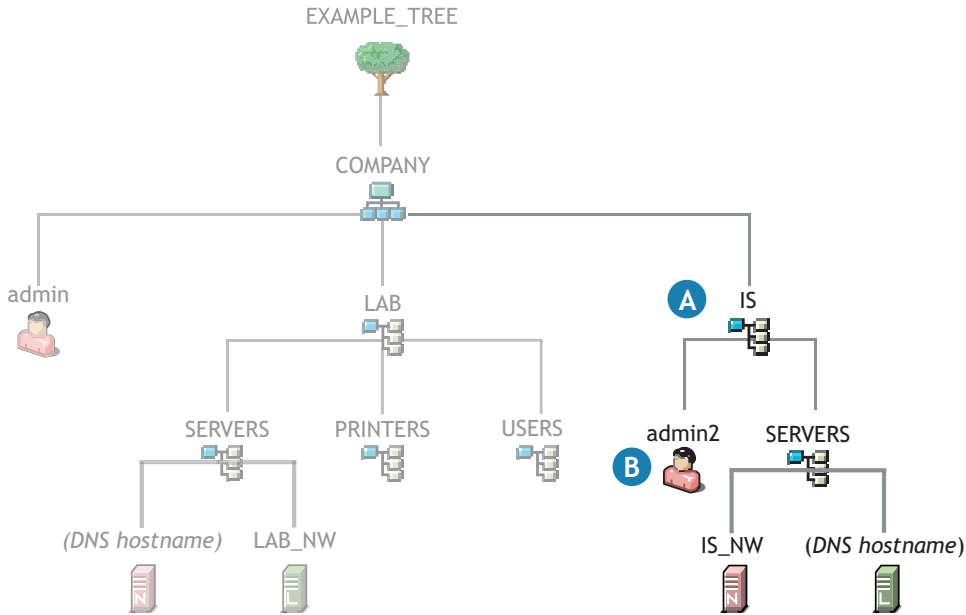 EXAMPLE_TREE
COMPANY
admin
LAB
A
IS
SERVERS
PRINTERS
USERS
admin2
SERVERS
B
(DNS hostname)
LAB_NW
IS_NW
(DNS hostname)
N
L
N
L